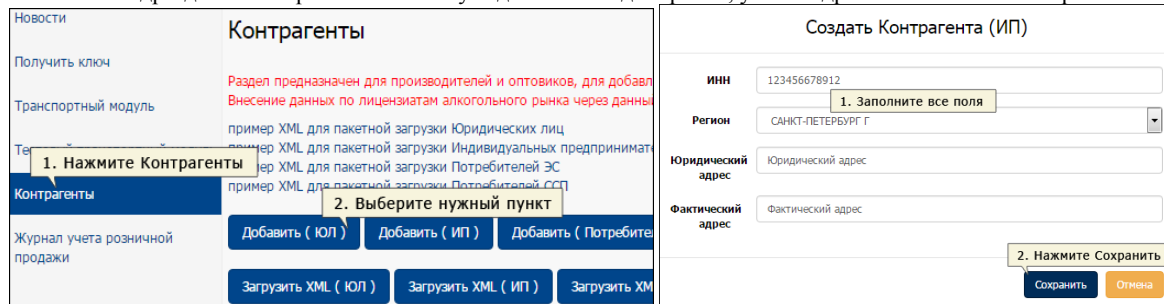 Новости
Получить ключ
Транспортный модуль
1. Нажмите Контрагенты
Контрагенты
Журнал учета розничной
продажи
Контрагенты
Раздел предназначен для производителей и оптовиков, для добавл
Внесение данных по лицензиатам алкогольного рынка через данны
пример XML для пакетной загрузки Юридических лиц
пример XML для пакетной загрузки Индивидуальных предпринимате
пример XML для пакетной загрузки Потребителей ЭС
пример XML для пакетной загрузки Потребителей ССП
2. Выберите нужный пункт
Добавить ( ЮЛ ) Добавить ( ИП ) Добавить ( Потребите
Загрузить XML ( ЮЛ ) Загрузить XML ( ИП ) Загрузить XM
Создать Контрагента (ИП)
ИНН 123456678912
1. Заполните все поля
Регион САНКТ-ПЕТЕРБУРГ Г
Юридический адрес Юридический адрес
Фактический адрес Фактический адрес
2. Нажмите Сохранить
Сохранить Отмена